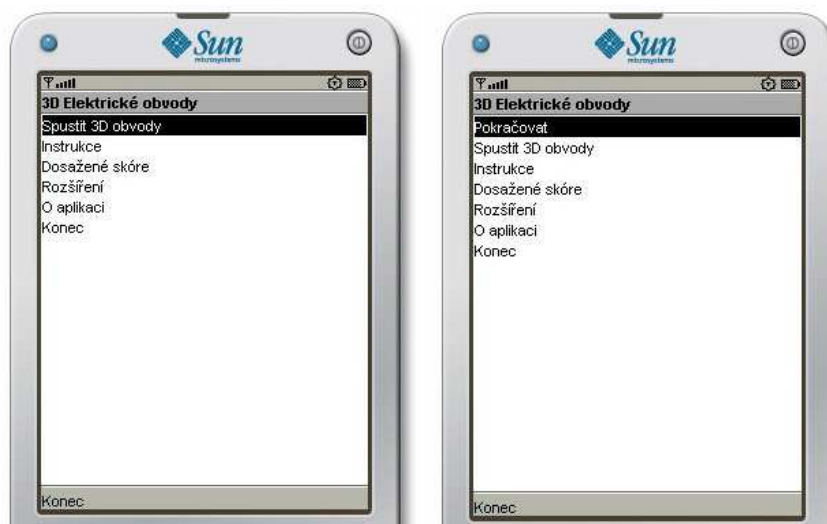 Sun
microsystems
3D Elektrické obvody
Spustit 3D obvody
Instrukce
Dosažené skóre
Rozšíření
O aplikaci
Konec
Konec
Sun
microsystems
3D Elektrické obvody
Pokračovat
Spustit 3D obvody
Instrukce
Dosažené skóre
Rozšíření
O aplikaci
Konec
Konec